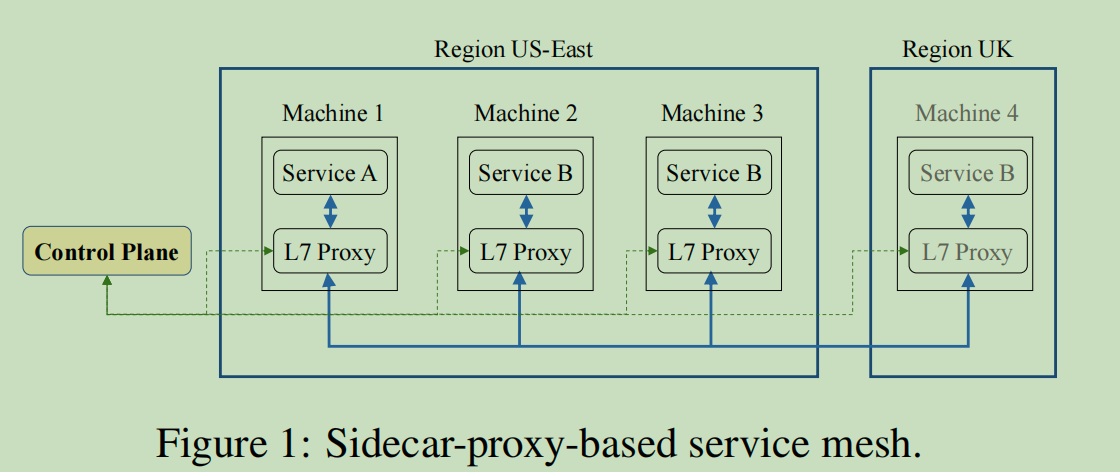 Region US-East
Region UK
Machine 1
Machine 2
Machine 3
Machine 4
Service A
Service B
Service B
Service B
Control Plane
L7 Proxy
L7 Proxy
L7 Proxy
L7 Proxy
Figure 1: Sidecar-proxy-based service mesh.